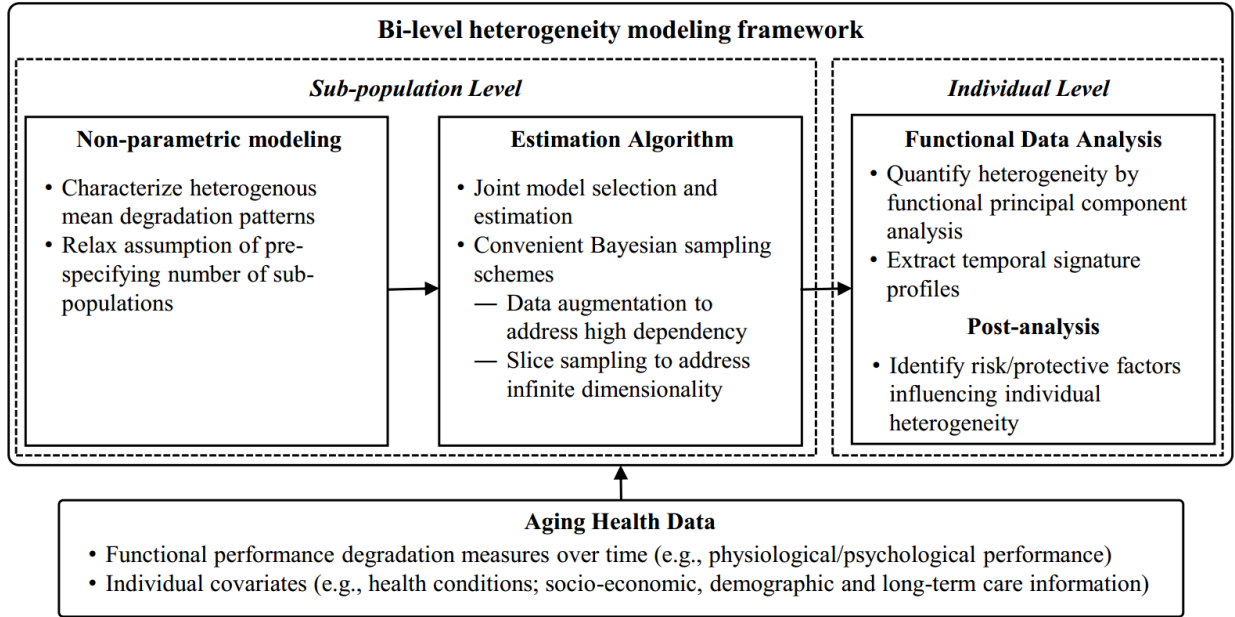 Bi-level heterogeneity modeling framework
Sub-population Level
Non-parametric modeling
• Characterize heterogenous
mean degradation patterns
• Relax assumption of pre-
specifying number of sub-
populations
Estimation Algorithm
• Joint model selection and
estimation
• Convenient Bayesian sampling
schemes
— Data augmentation to
address high dependency
— Slice sampling to address
infinite dimensionality
Individual Level
Functional Data Analysis
• Quantify heterogeneity by
functional principal component
analysis
• Extract temporal signature
profiles
Post-analysis
• Identify risk/protective factors
influencing individual
heterogeneity
Aging Health Data
• Functional performance degradation measures over time (e.g., physiological/psychological performance)
• Individual covariates (e.g., health conditions; socio-economic, demographic and long-term care information)